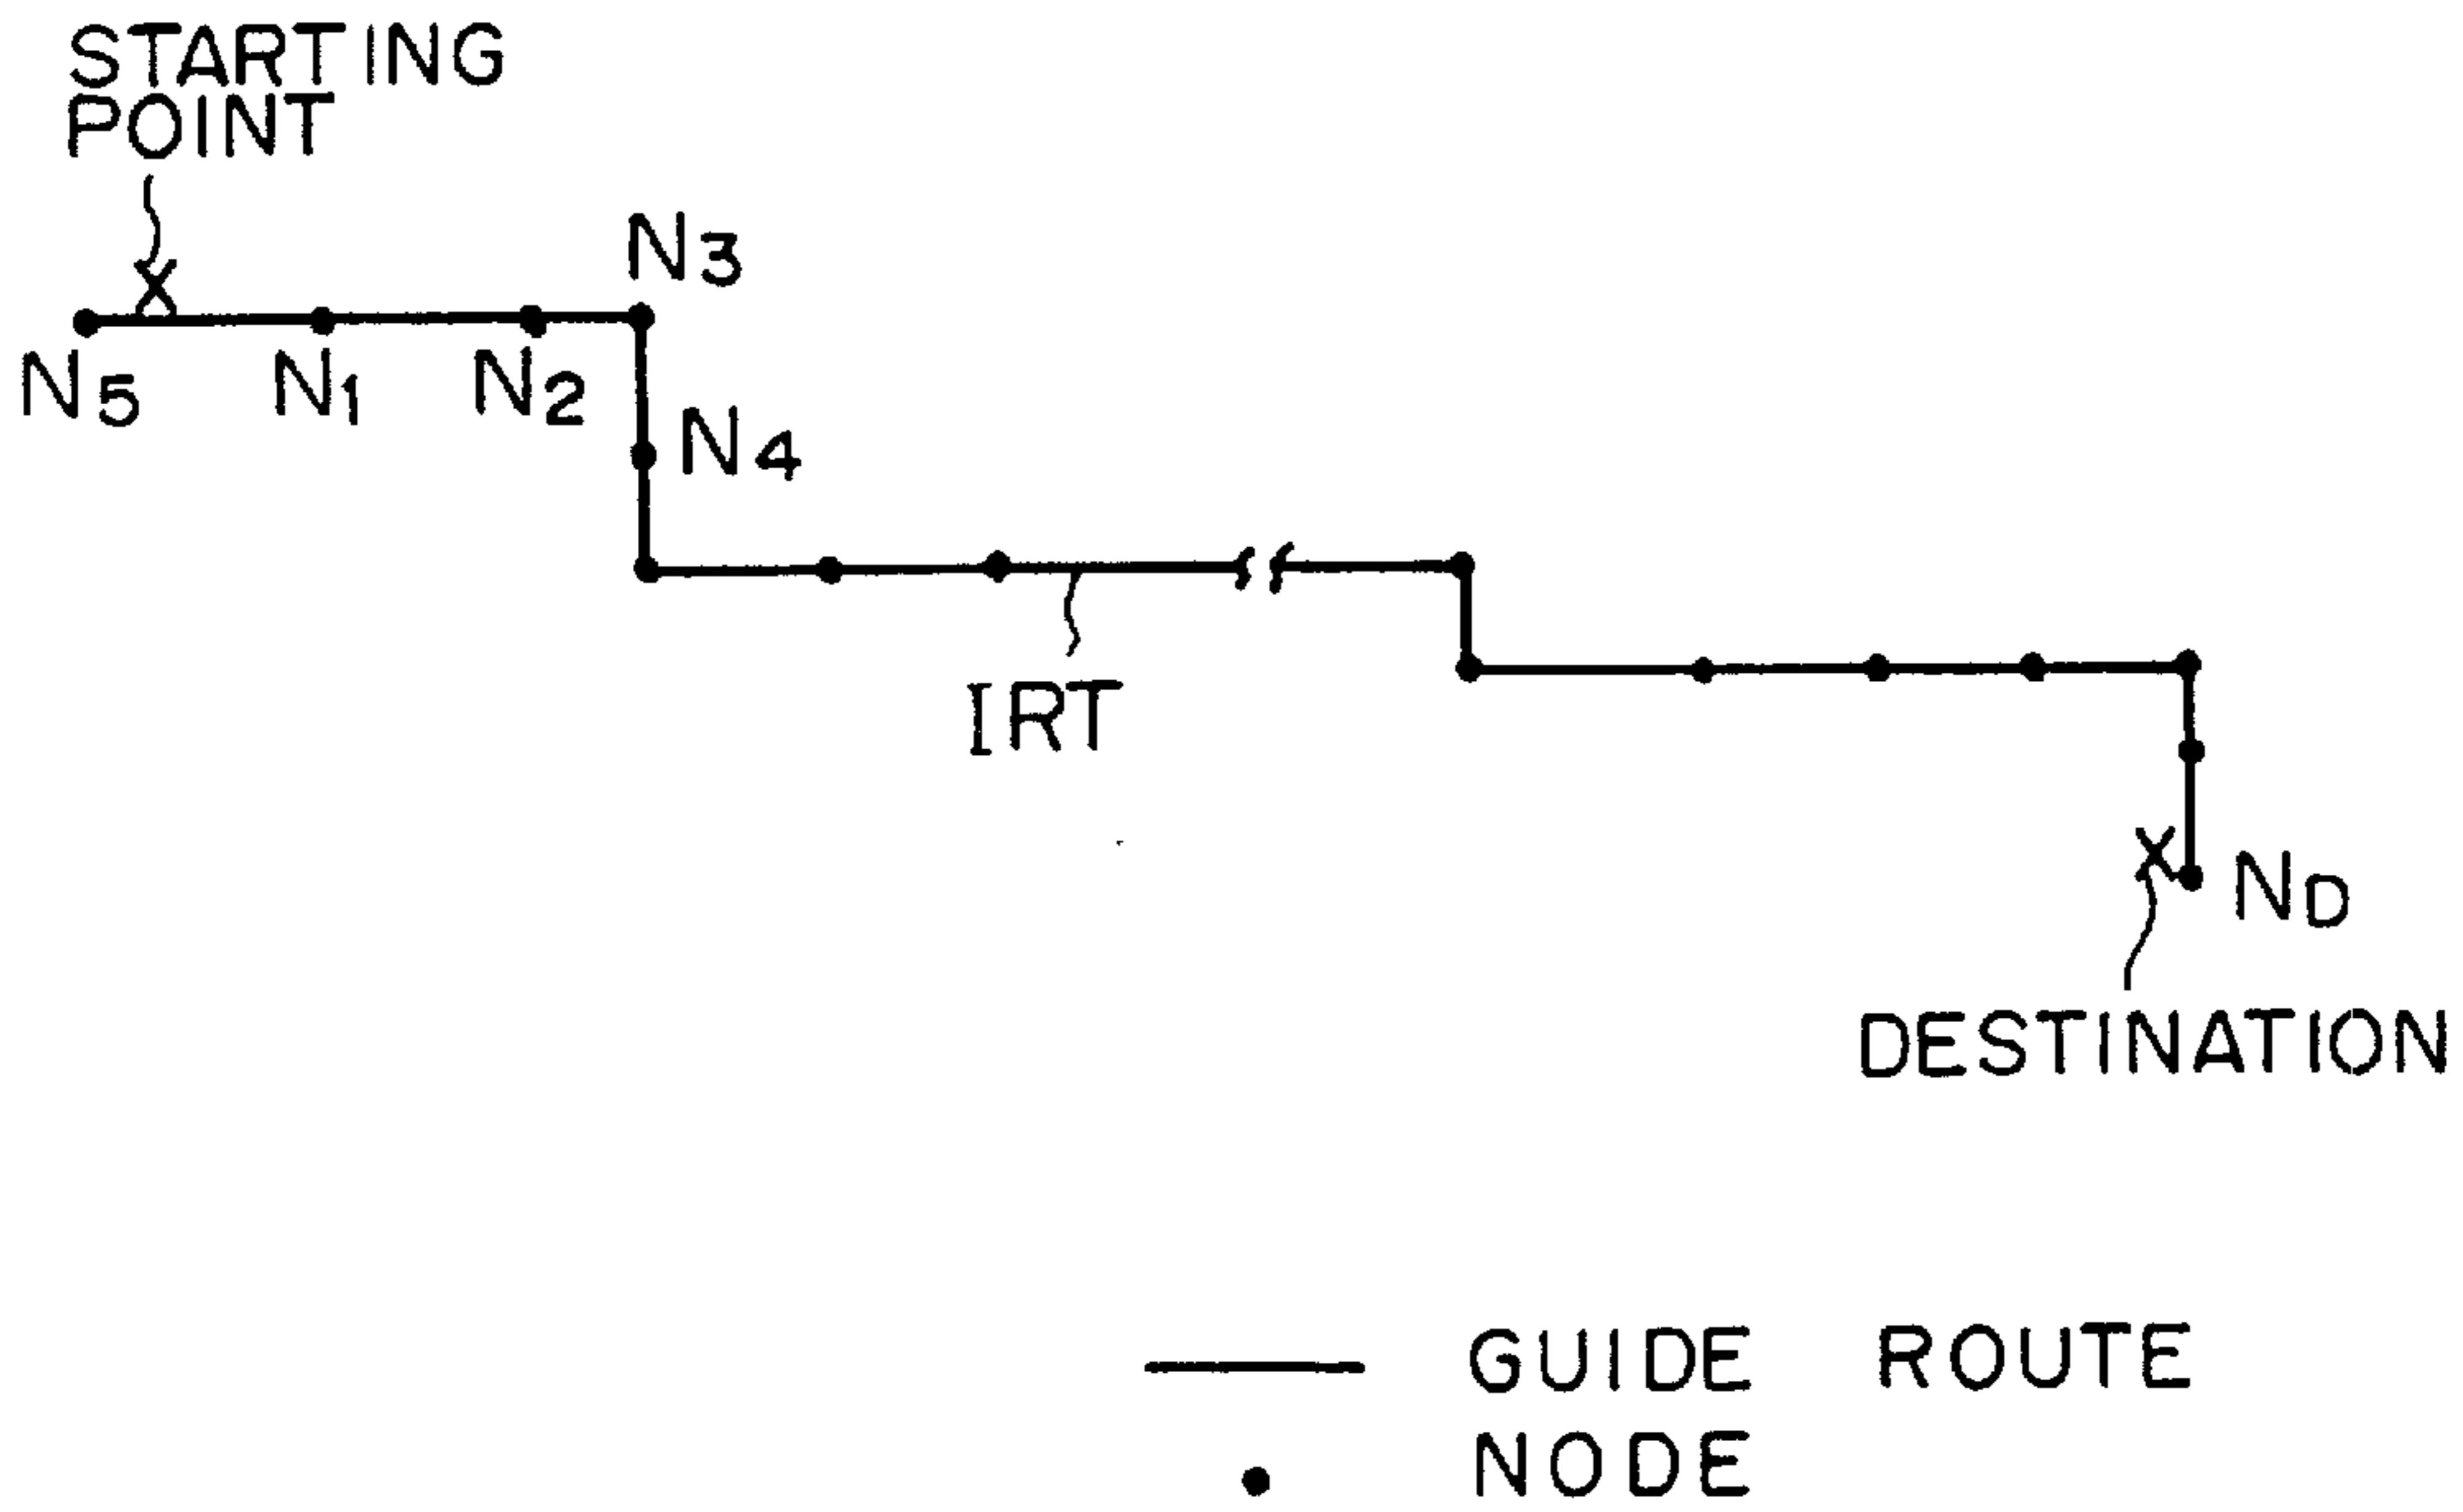 STARTING
POINT
N3
N5
N1
N2
N4
IRT
ND
DESTINATION
GUIDE ROUTE
NODE